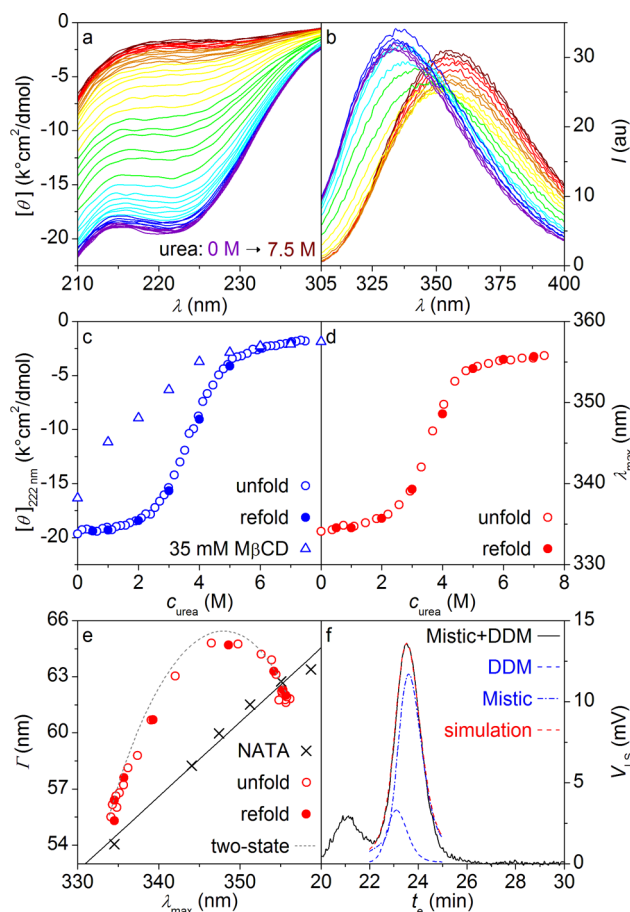 a
b
0
-5
-10
-15
-20
[θ] (k°cm²/dmol)
30
20
10
0
I (au)
urea: 0 M → 7.5 M
210 220 230 305 325 350 375 400
λ (nm)
λ (nm)
c
d
0
-5
-10
-15
-20
[θ]222 nm (k°cm²/dmol)
360
350
340
330
λmax (nm)
unfold
refold
35 mM MβCD
unfold
refold
0 2 4 6 0 2 4 6 8
curea (M)
curea (M)
e
f
66
63
60
57
54
Γ (nm)
NATA
unfold
refold
two-state
Mistic+DDM
DDM
Mistic
simulation
15
10
5
0
VLS (mV)
330 340 350 20 22 24 26 28 30
λmax (nm)
te (min)